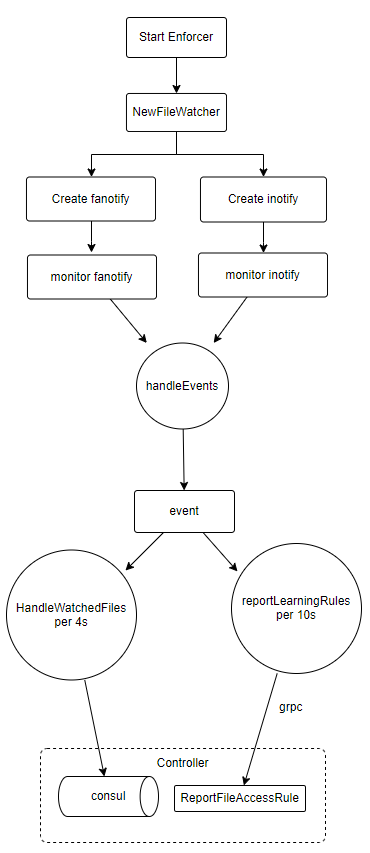 Start Enforcer
NewFileWatcher
Create fanotify
Create inotify
monitor fanotify
monitor inotify
handleEvents
event
HandleWatchedFiles
per 4s
reportLearningRules
per 10s
grpc
Controller
consul
ReportFileAccessRule